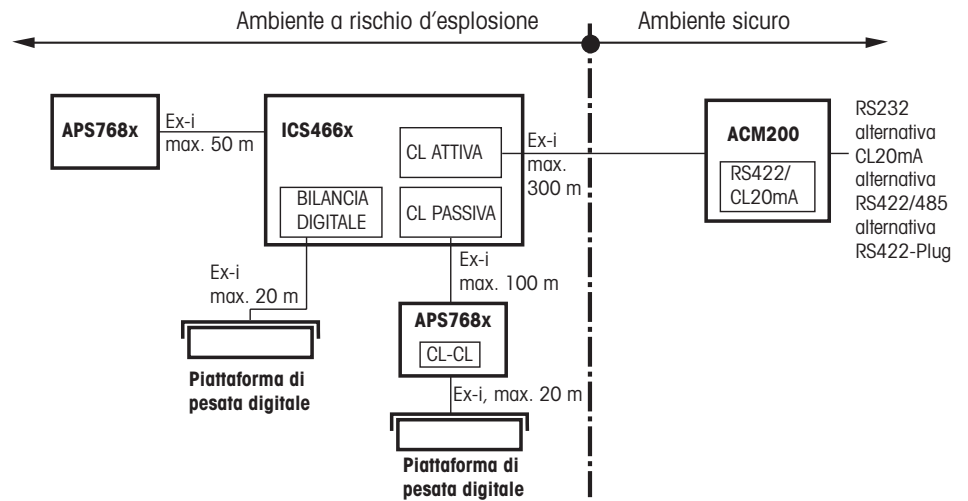 Ambiente a rischio d'esplosione
Ambiente sicuro
APS768x
Ex-i
max. 50 m
ICS466x
CL ATTIVA
BILANCIA
DIGITALE
CL PASSIVA
Ex-i
max.
300 m
ACM200
RS422/
CL20mA
RS232
alternativa
CL20mA
alternativa
RS422/485
alternativa
RS422-Plug
Ex-i
max. 20 m
Ex-i
max. 100 m
Piattaforma di
pesata digitale
APS768x
CL-CL
Ex-i, max. 20 m
Piattaforma di
pesata digitale